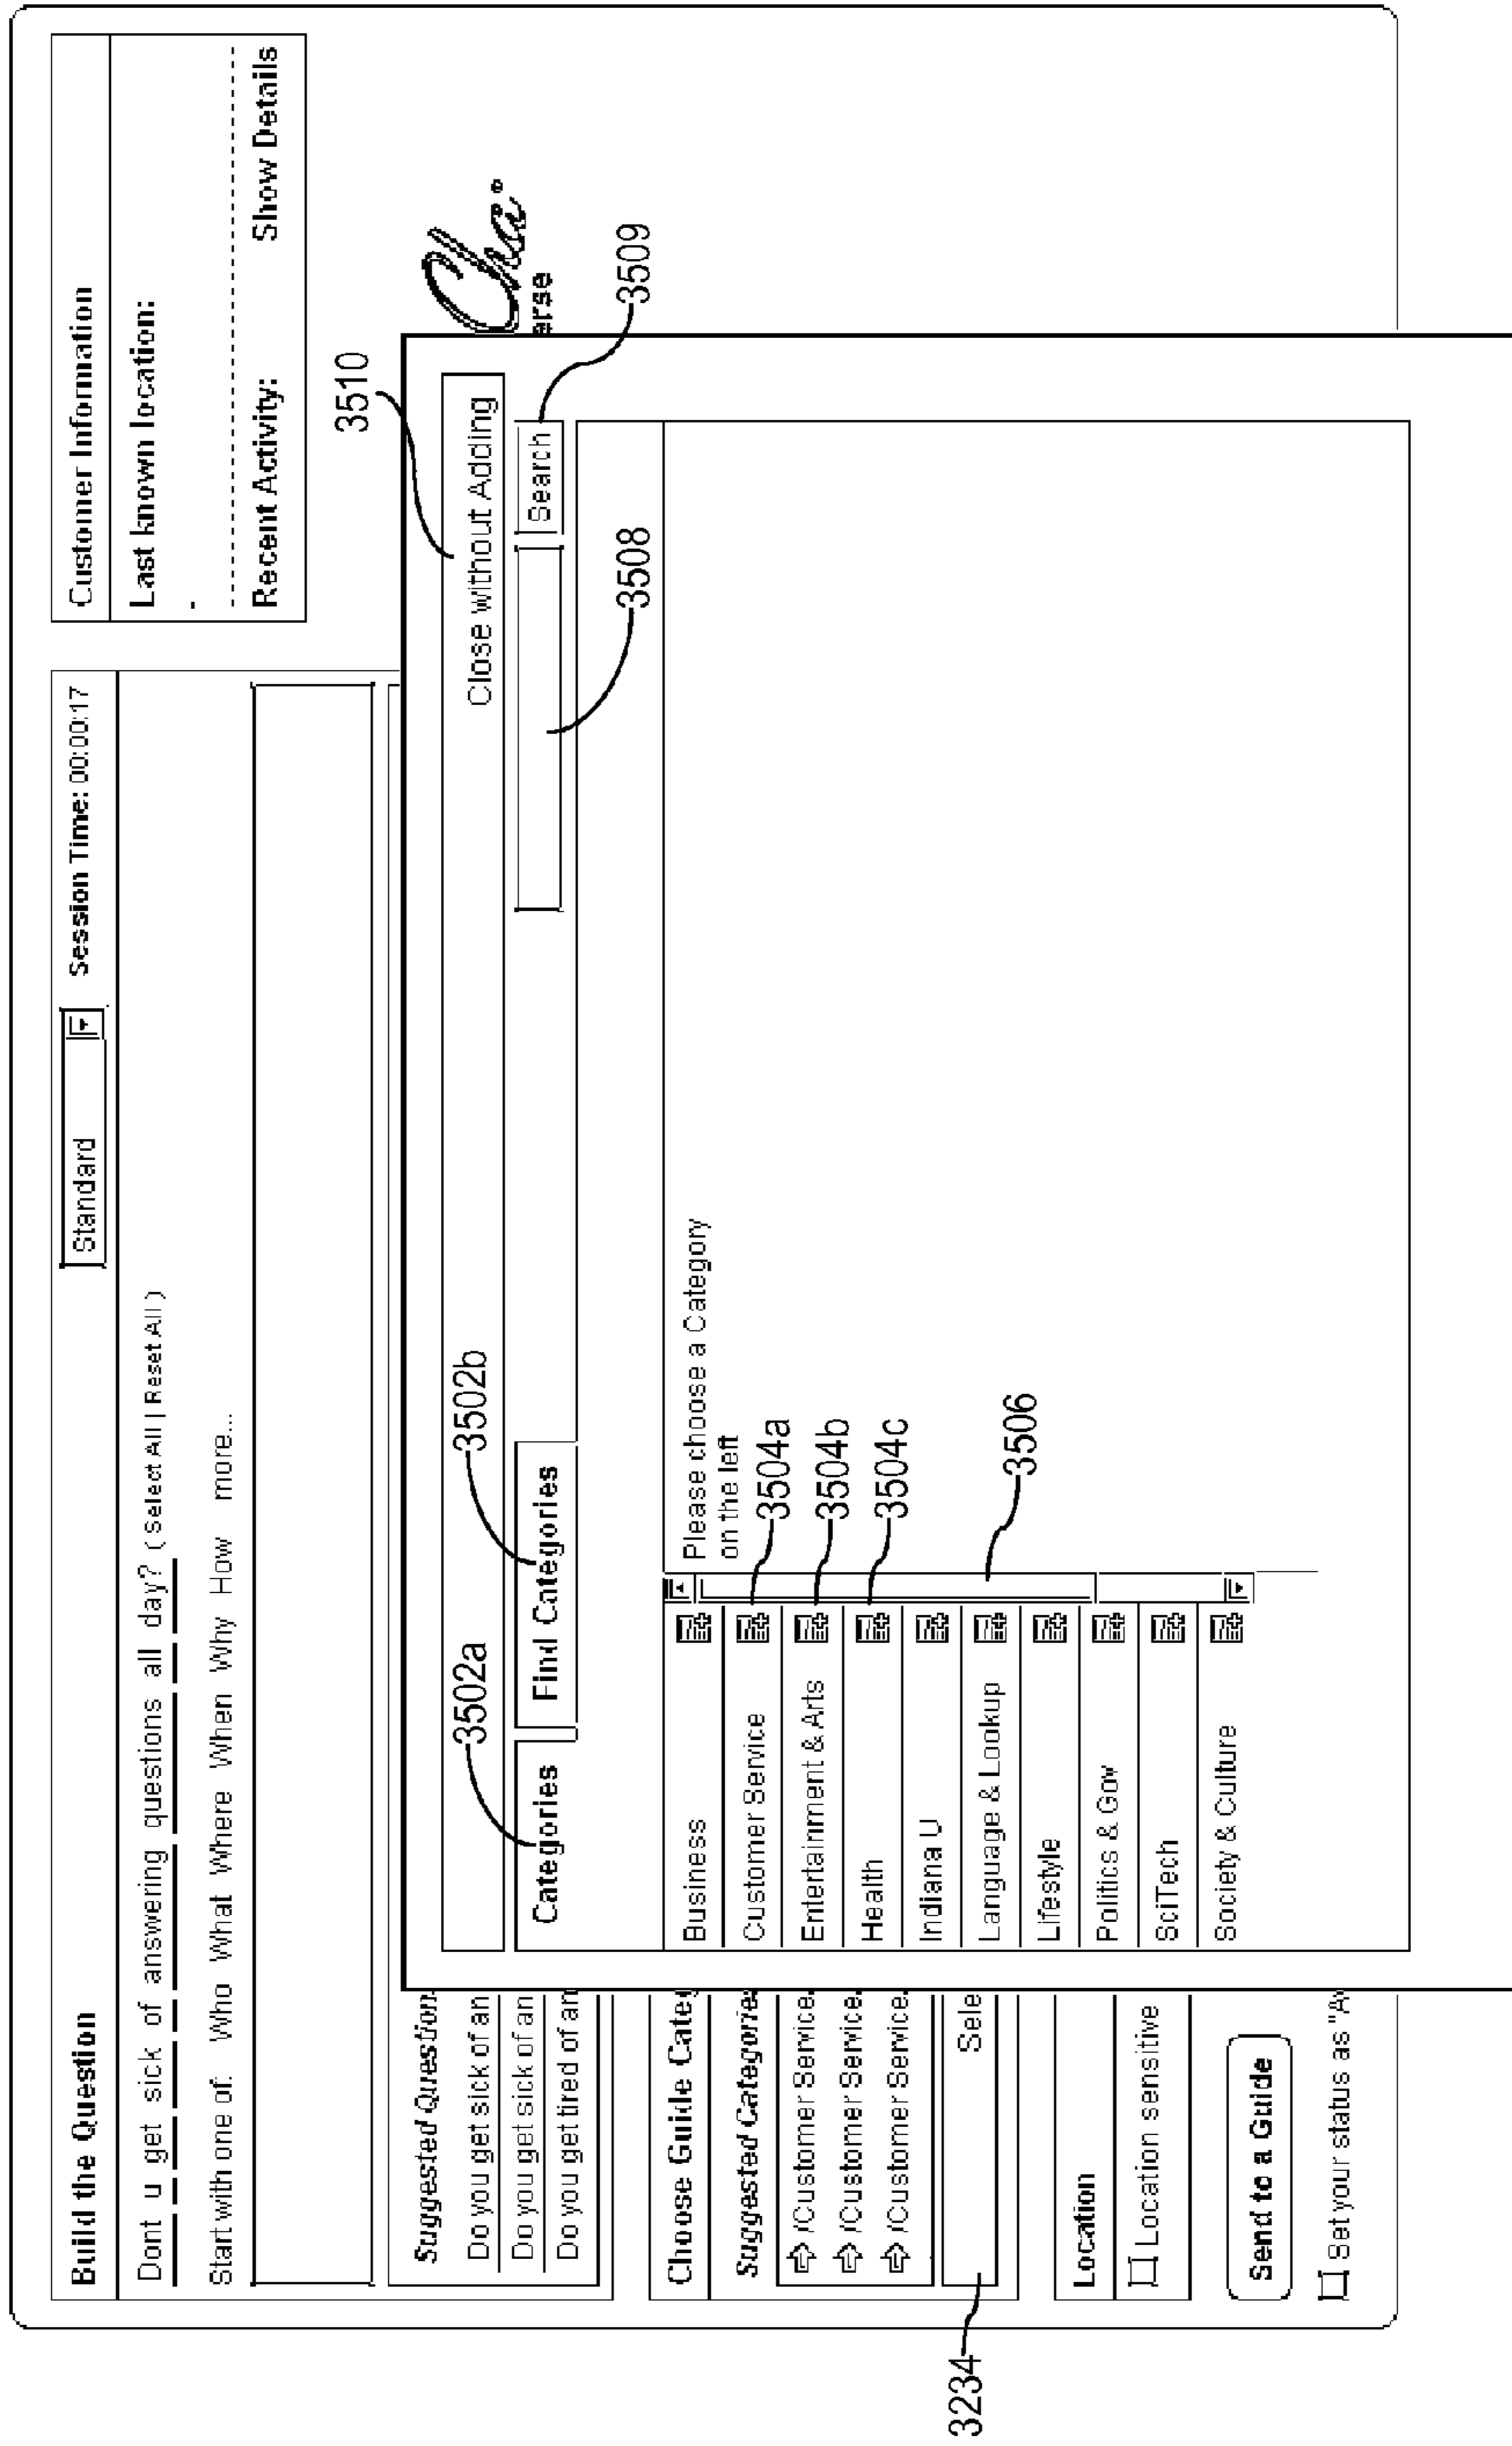 Build the Question
Standard
Session Time: 00:00:17
Dont u get sick of answering questions all day? ( Select All | Reset All )
Start with one of: Who What Where When Why How more...
Customer Information
Last known location:
-
Recent Activity:
Show Details
Suggested Question
Do you get sick of an
Do you get sick of an
Do you get tired of an
Choose Guide Categ
Suggested Categories
/Customer Service
/Customer Service
/Customer Service
Sele
3234
Location
Location sensitive
Send to a Guide
Set your status as "A
ChaCha
erse
3510
Close without Adding
3502a
3502b
Categories
Find Categories
Search
3509
3508
Business
Customer Service
Entertainment & Arts
Health
Indiana U
Language & Lookup
Lifestyle
Politics & Gov
SciTech
Society & Culture
Please choose a Category
on the left
3504a
3504b
3504c
3506